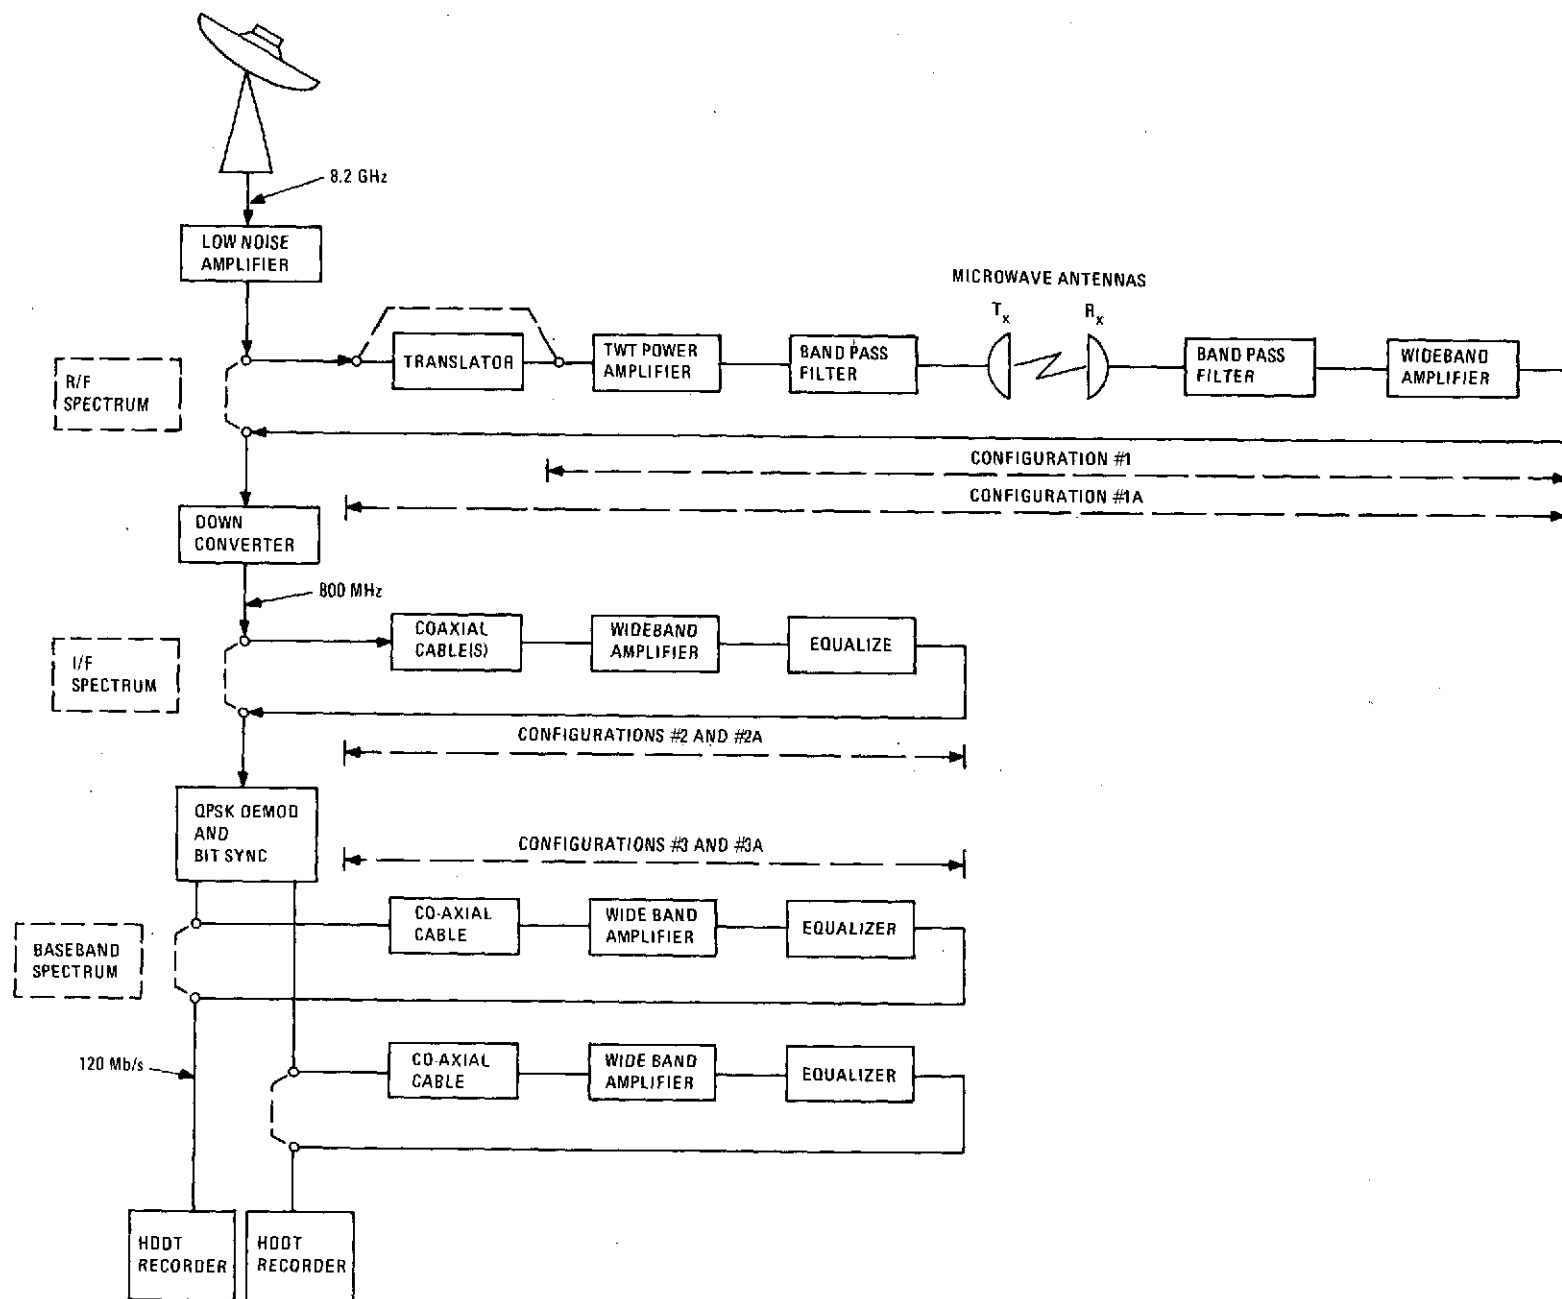 8.2 GHz
LOW NOISE
AMPLIFIER
MICROWAVE ANTENNAS
Tx
Rx
R/F
SPECTRUM
TRANSLATOR
TWT POWER
AMPLIFIER
BAND PASS
FILTER
BAND PASS
FILTER
WIDEBAND
AMPLIFIER
CONFIGURATION #1
CONFIGURATION #1A
DOWN
CONVERTER
800 MHz
I/F
SPECTRUM
COAXIAL
CABLE(S)
WIDEBAND
AMPLIFIER
EQUALIZE
CONFIGURATIONS #2 AND #2A
QPSK DEMOD
AND
BIT SYNC
CONFIGURATIONS #3 AND #3A
BASEBAND
SPECTRUM
CO-AXIAL
CABLE
WIDE BAND
AMPLIFIER
EQUALIZER
120 Mb/s
CO-AXIAL
CABLE
WIDE BAND
AMPLIFIER
EQUALIZER
HDDT
RECORDER
HDDT
RECORDER